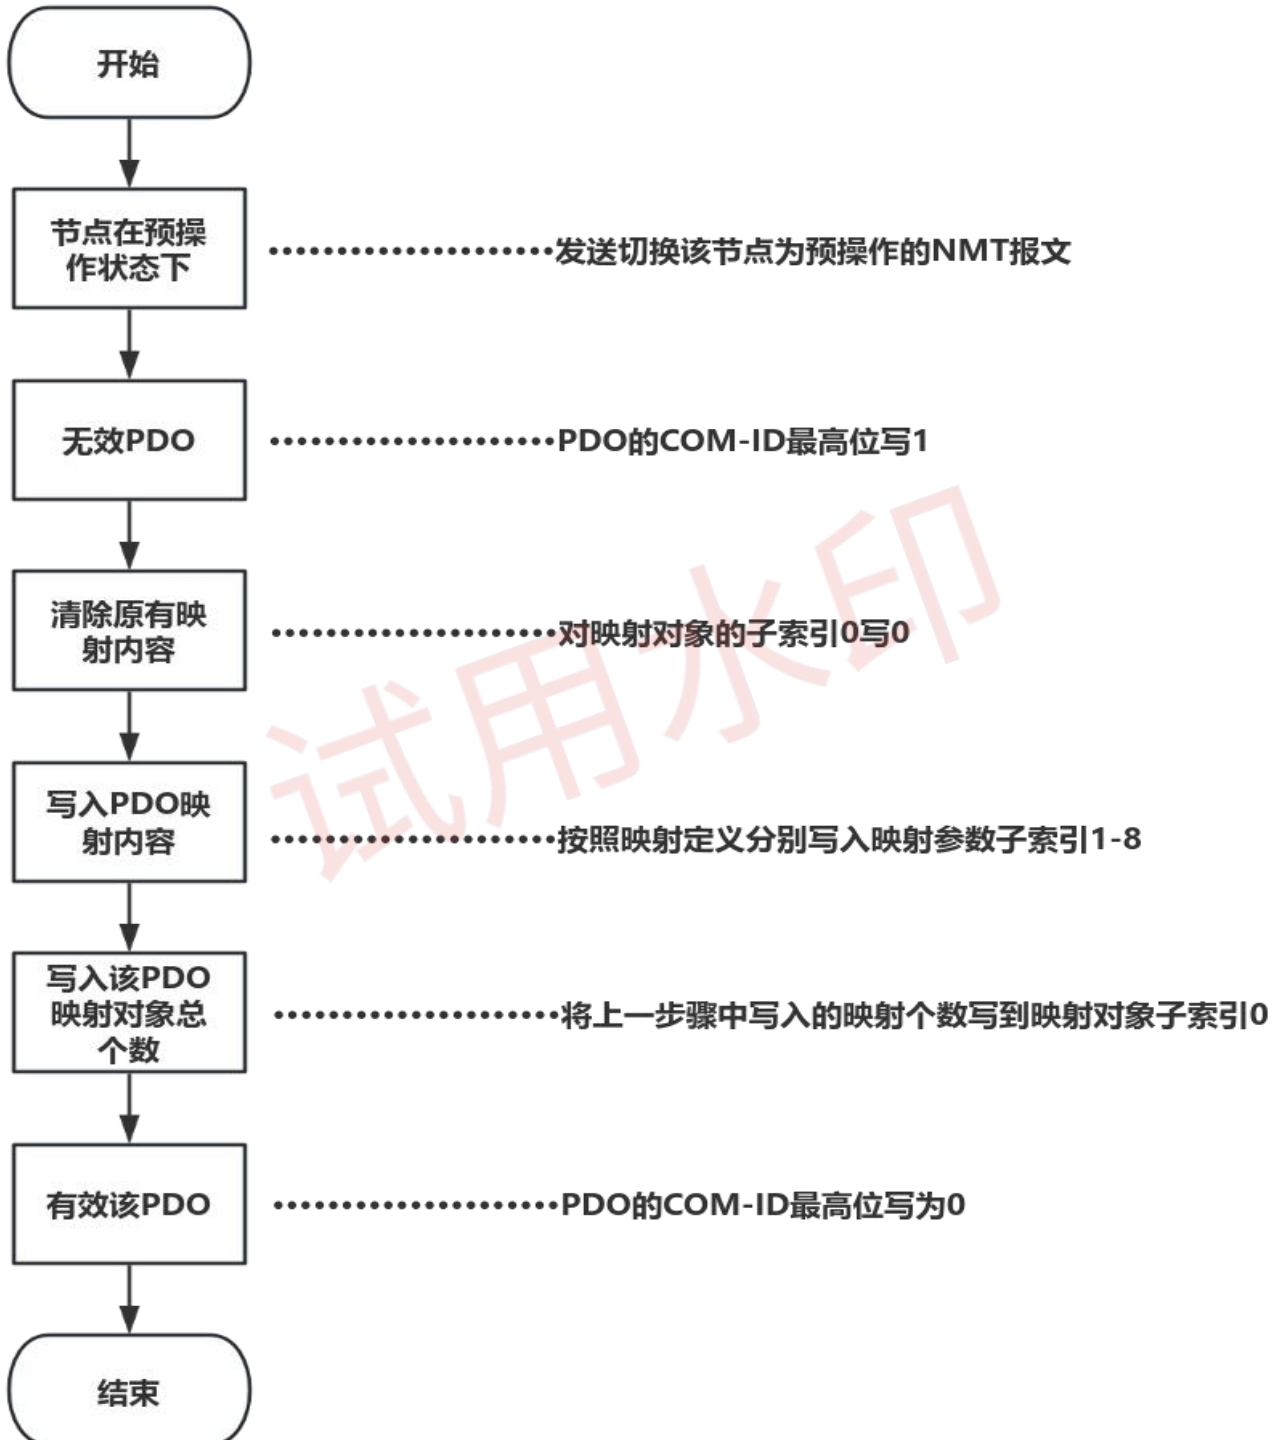 开始
节点在预操
作状态下
发送切换该节点为预操作的NMT报文
无效PDO
PDO的COM-ID最高位写1
清除原有映
射内容
对映射对象的子索引0写0
写入PDO映
射内容
按照映射定义分别写入映射参数子索引1-8
写入该PDO
映射对象总
个数
将上一步骤中写入的映射个数写到映射对象子索引0
有效该PDO
PDO的COM-ID最高位写为0
结束
试用水印